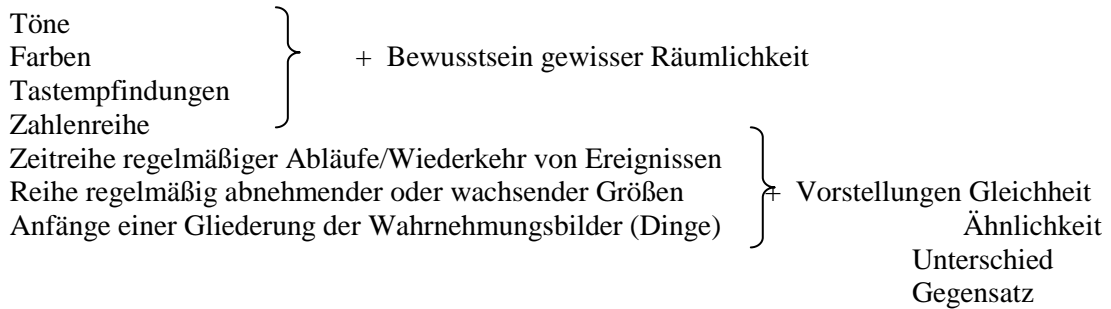 Töne
Farben + Bewusstsein gewisser Räumlichkeit
Tastempfindungen
Zahlenreihe
Zeitreihe regelmäßiger Abläufe/Wiederkehr von Ereignissen
Reihe regelmäßig abnehmender oder wachsender Größen + Vorstellungen Gleichheit
Anfänge einer Gliederung der Wahrnehmungsbilder (Dinge) Ähnlichkeit
Unterschied
Gegensatz